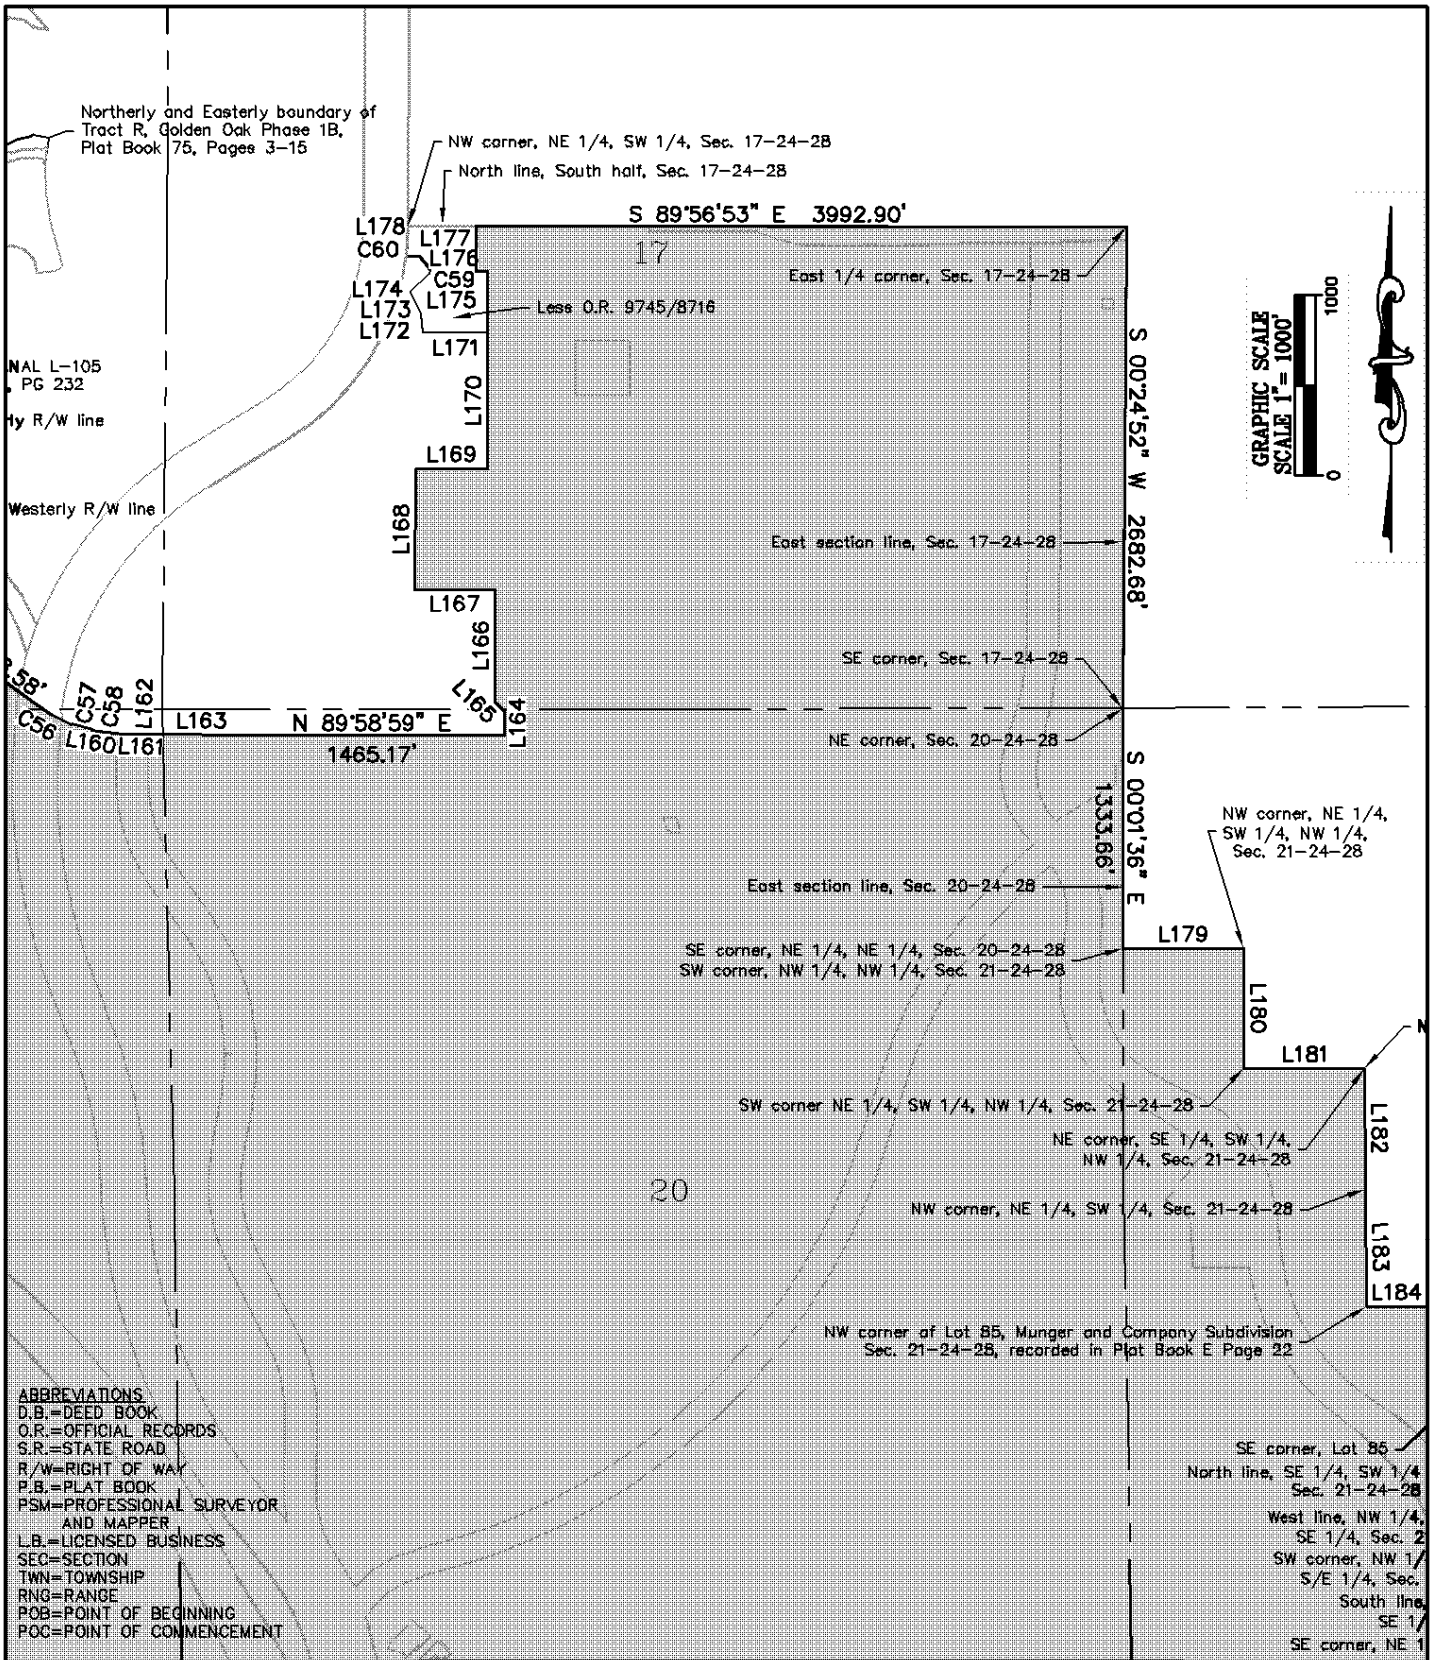 Northerly and Easterly boundary of
Tract R, Golden Oak Phase 1B,
Plat Book 75, Pages 3-15
NW corner, NE 1/4, SW 1/4, Sec. 17-24-28
North line, South half, Sec. 17-24-28
S 89°56'53" E 3992.90'
L178
C60
L177
L176
C59
L175
L174
L173
L172
17
East 1/4 corner, Sec. 17-24-28
Less O.R. 9745/8716
L171
L170
L169
L168
L167
L166
L165
L164
NAL L-105
PG 232
ly R/W line
Westerly R/W line
GRAPHIC SCALE
SCALE 1"= 1000'
0
1000
S 00°24'52" W 2682.68'
East section line, Sec. 17-24-28
SE corner, Sec. 17-24-28
NE corner, Sec. 20-24-28
.58'
C56
C57
C58
L160
L161
L162
L163
N 89°58'59" E
1465.17'
S 00°01'36" E
1333.66'
NW corner, NE 1/4,
SW 1/4, NW 1/4,
Sec. 21-24-28
East section line, Sec. 20-24-28
SE corner, NE 1/4, NE 1/4, Sec. 20-24-28
SW corner, NW 1/4, NW 1/4, Sec. 21-24-28
L179
L180
L181
N
SW corner NE 1/4, SW 1/4, NW 1/4, Sec. 21-24-28
NE corner, SE 1/4, SW 1/4,
NW 1/4, Sec. 21-24-28
L182
20
NW corner, NE 1/4, SW 1/4, Sec. 21-24-28
L183
L184
NW corner of Lot 85, Munger and Company Subdivision
Sec. 21-24-28, recorded in Plat Book E Page 22
ABBREVIATIONS
D.B.=DEED BOOK
O.R.=OFFICIAL RECORDS
S.R.=STATE ROAD
R/W=RIGHT OF WAY
P.B.=PLAT BOOK
PSM=PROFESSIONAL SURVEYOR
AND MAPPER
L.B.=LICENSED BUSINESS
SEC=SECTION
TWN=TOWNSHIP
RNG=RANGE
POB=POINT OF BEGINNING
POC=POINT OF COMMENCEMENT
SE corner, Lot 85
North line, SE 1/4, SW 1/4
Sec. 21-24-28
West line, NW 1/4,
SE 1/4, Sec. 2
SW corner, NW 1/
S/E 1/4, Sec.
South line,
SE 1/
SE corner, NE 1